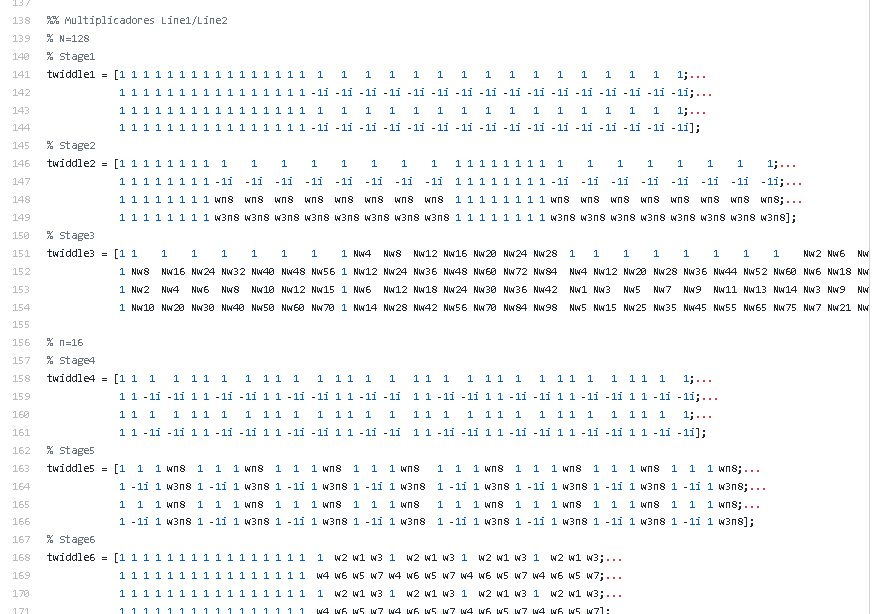 137
138 %% Multiplicadores Line1/Line2
139 % N=128
140 % Stage1
141 twiddle1 = [1 1 1 1 1 1 1 1 1 1 1 1 1 1 1 1 1 1 1 1 1 1 1 1 1 1 1 1 1 1 1 1;...
142 1 1 1 1 1 1 1 1 1 1 1 1 1 1 1 1 -1i -1i -1i -1i -1i -1i -1i -1i -1i -1i -1i -1i -1i -1i -1i -1i;...
143 1 1 1 1 1 1 1 1 1 1 1 1 1 1 1 1 1 1 1 1 1 1 1 1 1 1 1 1 1 1 1 1;...
144 1 1 1 1 1 1 1 1 1 1 1 1 1 1 1 1 -1i -1i -1i -1i -1i -1i -1i -1i -1i -1i -1i -1i -1i -1i -1i -1i];
145 % Stage2
146 twiddle2 = [1 1 1 1 1 1 1 1 1 1 1 1 1 1 1 1 1 1 1 1 1 1 1 1 1 1 1 1 1 1 1 1;...
147 1 1 1 1 1 1 1 1 -1i -1i -1i -1i -1i -1i -1i -1i 1 1 1 1 1 1 1 1 -1i -1i -1i -1i -1i -1i -1i -1i;...
148 1 1 1 1 1 1 1 1 wn8 wn8 wn8 wn8 wn8 wn8 wn8 wn8 1 1 1 1 1 1 1 1 wn8 wn8 wn8 wn8 wn8 wn8 wn8 wn8;...
149 1 1 1 1 1 1 1 1 w3n8 w3n8 w3n8 w3n8 w3n8 w3n8 w3n8 w3n8 1 1 1 1 1 1 1 1 w3n8 w3n8 w3n8 w3n8 w3n8 w3n8 w3n8 w3n8];
150 % Stage3
151 twiddle3 = [1 1 1 1 1 1 1 1 1 Nw4 Nw8 Nw12 Nw16 Nw20 Nw24 Nw28 1 1 1 1 1 1 1 1 Nw2 Nw6 Nw
152 1 Nw8 Nw16 Nw24 Nw32 Nw40 Nw48 Nw56 1 Nw12 Nw24 Nw36 Nw48 Nw60 Nw72 Nw84 Nw4 Nw12 Nw20 Nw28 Nw36 Nw44 Nw52 Nw60 Nw6 Nw18 Nw
153 1 Nw2 Nw4 Nw6 Nw8 Nw10 Nw12 Nw15 1 Nw6 Nw12 Nw18 Nw24 Nw30 Nw36 Nw42 Nw1 Nw3 Nw5 Nw7 Nw9 Nw11 Nw13 Nw14 Nw3 Nw9 Nw
154 1 Nw10 Nw20 Nw30 Nw40 Nw50 Nw60 Nw70 1 Nw14 Nw28 Nw42 Nw56 Nw70 Nw84 Nw98 Nw5 Nw15 Nw25 Nw35 Nw45 Nw55 Nw65 Nw75 Nw7 Nw21 Nw
155
156 % n=16
157 % Stage4
158 twiddle4 = [1 1 1 1 1 1 1 1 1 1 1 1 1 1 1 1 1 1 1 1 1 1 1 1 1 1 1 1 1 1 1 1;...
159 1 1 -1i -1i 1 1 -1i -1i 1 1 -1i -1i 1 1 -1i -1i 1 1 -1i -1i 1 1 -1i -1i 1 1 -1i -1i 1 1 -1i -1i;...
160 1 1 1 1 1 1 1 1 1 1 1 1 1 1 1 1 1 1 1 1 1 1 1 1 1 1 1 1 1 1 1 1;...
161 1 1 -1i -1i 1 1 -1i -1i 1 1 -1i -1i 1 1 -1i -1i 1 1 -1i -1i 1 1 -1i -1i 1 1 -1i -1i 1 1 -1i -1i];
162 % Stage5
163 twiddle5 = [1 1 1 wn8 1 1 1 wn8 1 1 1 wn8 1 1 1 wn8 1 1 1 wn8 1 1 1 wn8 1 1 1 wn8 1 1 1 wn8;...
164 1 -1i 1 w3n8 1 -1i 1 w3n8 1 -1i 1 w3n8 1 -1i 1 w3n8 1 -1i 1 w3n8 1 -1i 1 w3n8 1 -1i 1 w3n8 1 -1i 1 w3n8;...
165 1 1 1 wn8 1 1 1 wn8 1 1 1 wn8 1 1 1 wn8 1 1 1 wn8 1 1 1 wn8 1 1 1 wn8 1 1 1 wn8;...
166 1 -1i 1 w3n8 1 -1i 1 w3n8 1 -1i 1 w3n8 1 -1i 1 w3n8 1 -1i 1 w3n8 1 -1i 1 w3n8 1 -1i 1 w3n8 1 -1i 1 w3n8];
167 % Stage6
168 twiddle6 = [1 1 1 1 1 1 1 1 1 1 1 1 1 1 1 1 1 w2 w1 w3 1 w2 w1 w3 1 w2 w1 w3 1 w2 w1 w3;...
169 1 1 1 1 1 1 1 1 1 1 1 1 1 1 1 1 w4 w6 w5 w7 w4 w6 w5 w7 w4 w6 w5 w7 w4 w6 w5 w7;...
170 1 1 1 1 1 1 1 1 1 1 1 1 1 1 1 1 1 w2 w1 w3 1 w2 w1 w3 1 w2 w1 w3 1 w2 w1 w3;...
171 1 1 1 1 1 1 1 1 1 1 1 1 1 1 1 1 w4 w6 w5 w7 w4 w6 w5 w7 w4 w6 w5 w7 w4 w6 w5 w7];